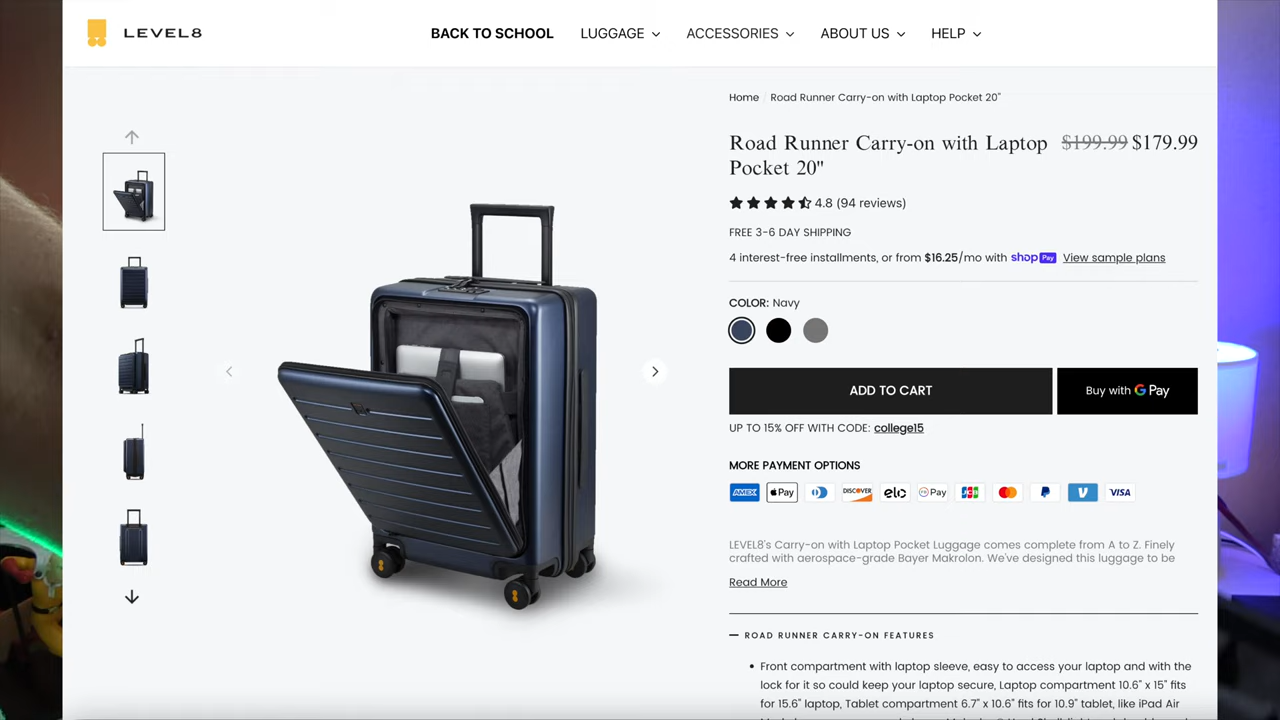 LEVEL8
BACK TO SCHOOL
LUGGAGE
ACCESSORIES
ABOUT US
HELP
Home / Road Runner Carry-on with Laptop Pocket 20"
Road Runner Carry-on with Laptop
Pocket 20"
$199.99 $179.99
4.8 (94 reviews)
FREE 3-6 DAY SHIPPING
4 interest-free installments, or from $16.25/mo with shop Pay View sample plans
COLOR: Navy
ADD TO CART
Buy with G Pay
UP TO 15% OFF WITH CODE: college15
MORE PAYMENT OPTIONS
AMEX Pay DISCOVER elo Pay JCB V VISA
LEVEL8's Carry-on with Laptop Pocket Luggage comes complete from A to Z. Finely
crafted with aerospace-grade Bayer Makrolon. We've designed this luggage to be
Read More
ROAD RUNNER CARRY-ON FEATURES
• Front compartment with laptop sleeve, easy to access your laptop and with the
lock for it so could keep your laptop secure, Laptop compartment 10.6" x 15" fits
for 15.6" laptop, Tablet compartment 6.7" x 10.6" fits for 10.9" tablet, like iPad Air